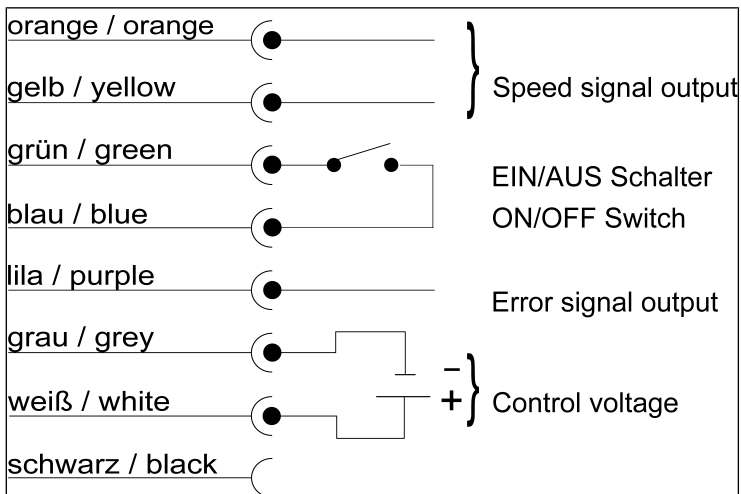 orange / orange
gelb / yellow
Speed signal output
grün / green
EIN/AUS Schalter
blau / blue
ON/OFF Switch
lila / purple
Error signal output
grau / grey
−
weiß / white
+
Control voltage
schwarz / black